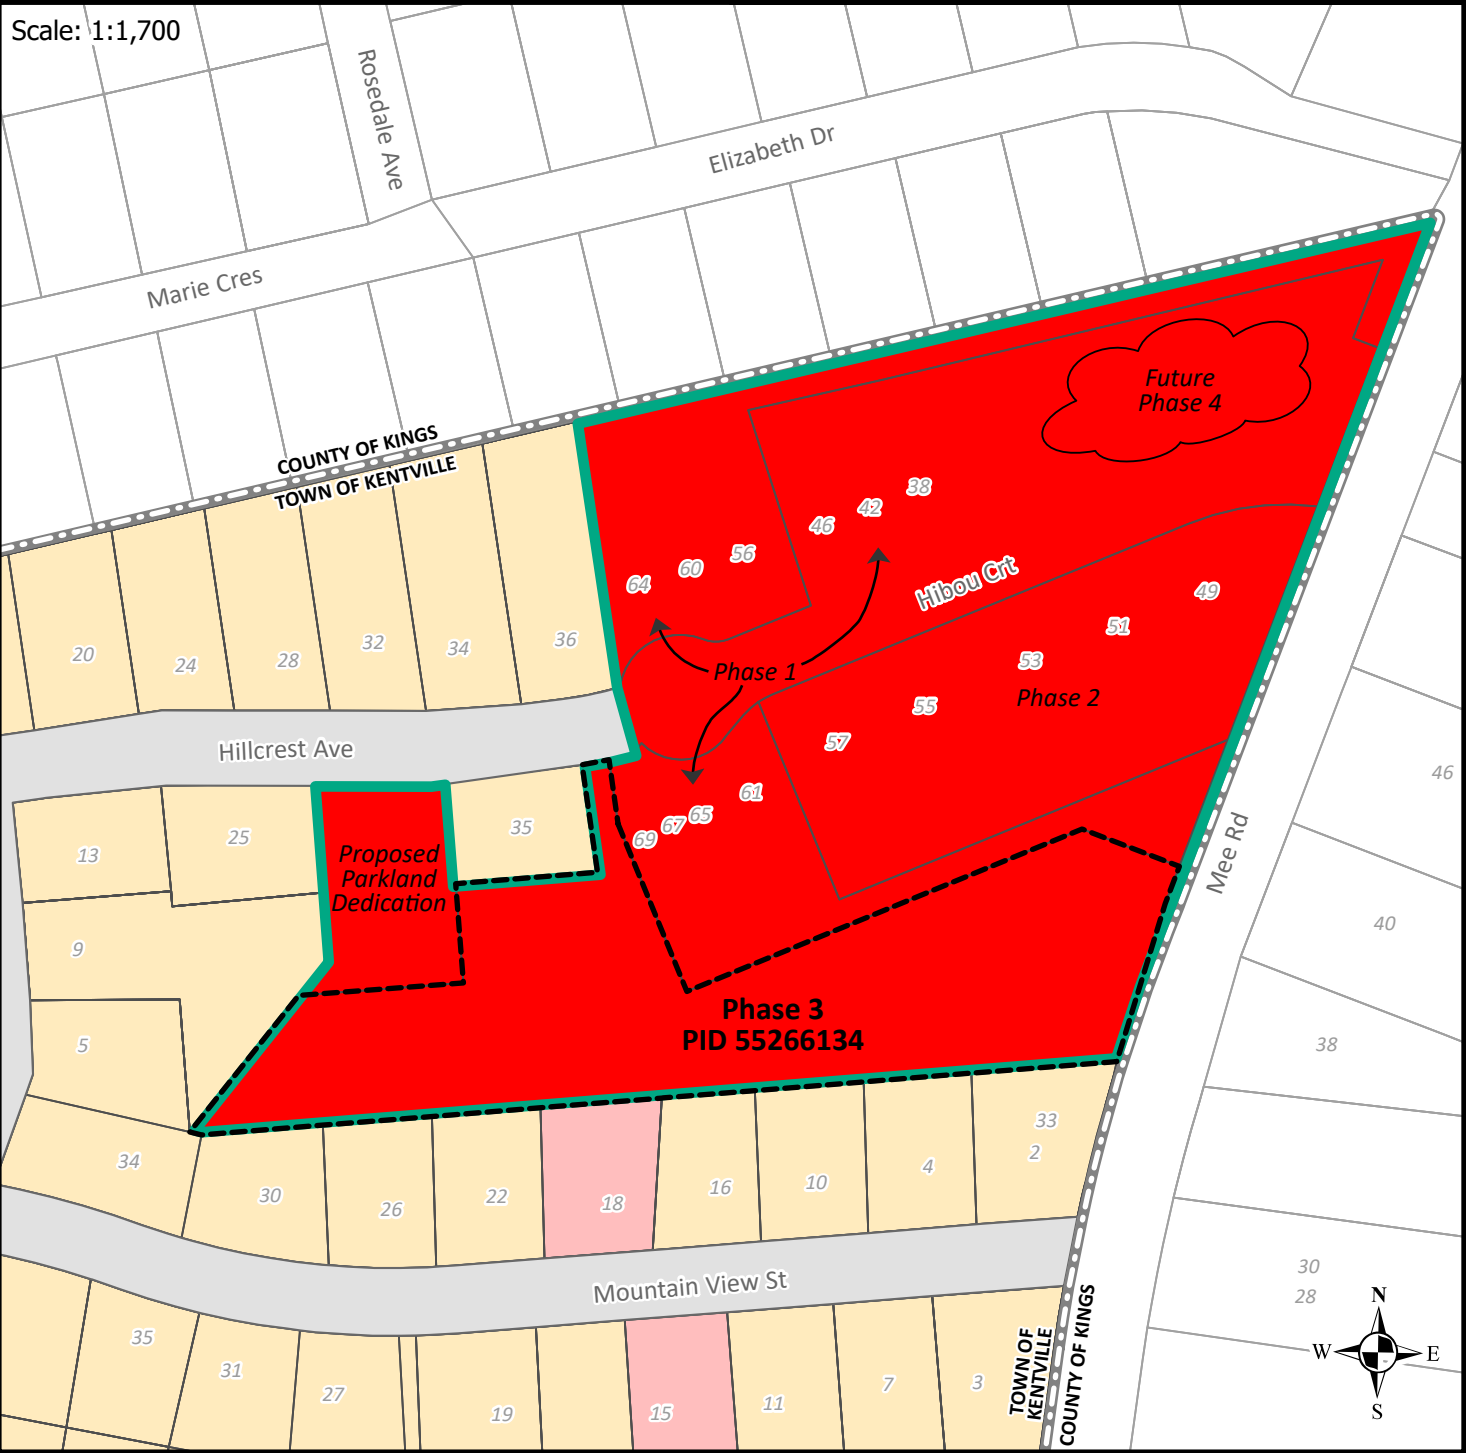 Scale: 1:1,700
Rosedale Ave
Elizabeth Dr
Marie Cres
Future
Phase 4
COUNTY OF KINGS
TOWN OF KENTVILLE
38
42
46
56
60
64
Hibou Crt
49
51
53
55
57
Phase 1
Phase 2
20
24
28
32
34
36
Hillcrest Ave
61
65
67
69
46
13
25
35
Proposed
Parkland
Dedication
Mee Rd
9
40
5
Phase 3
PID 55266134
38
34
30
26
22
18
16
10
4
33
2
Mountain View St
30
28
35
31
27
19
15
11
7
3
TOWN OF
KENTVILLE
COUNTY OF KINGS
N
W
E
S